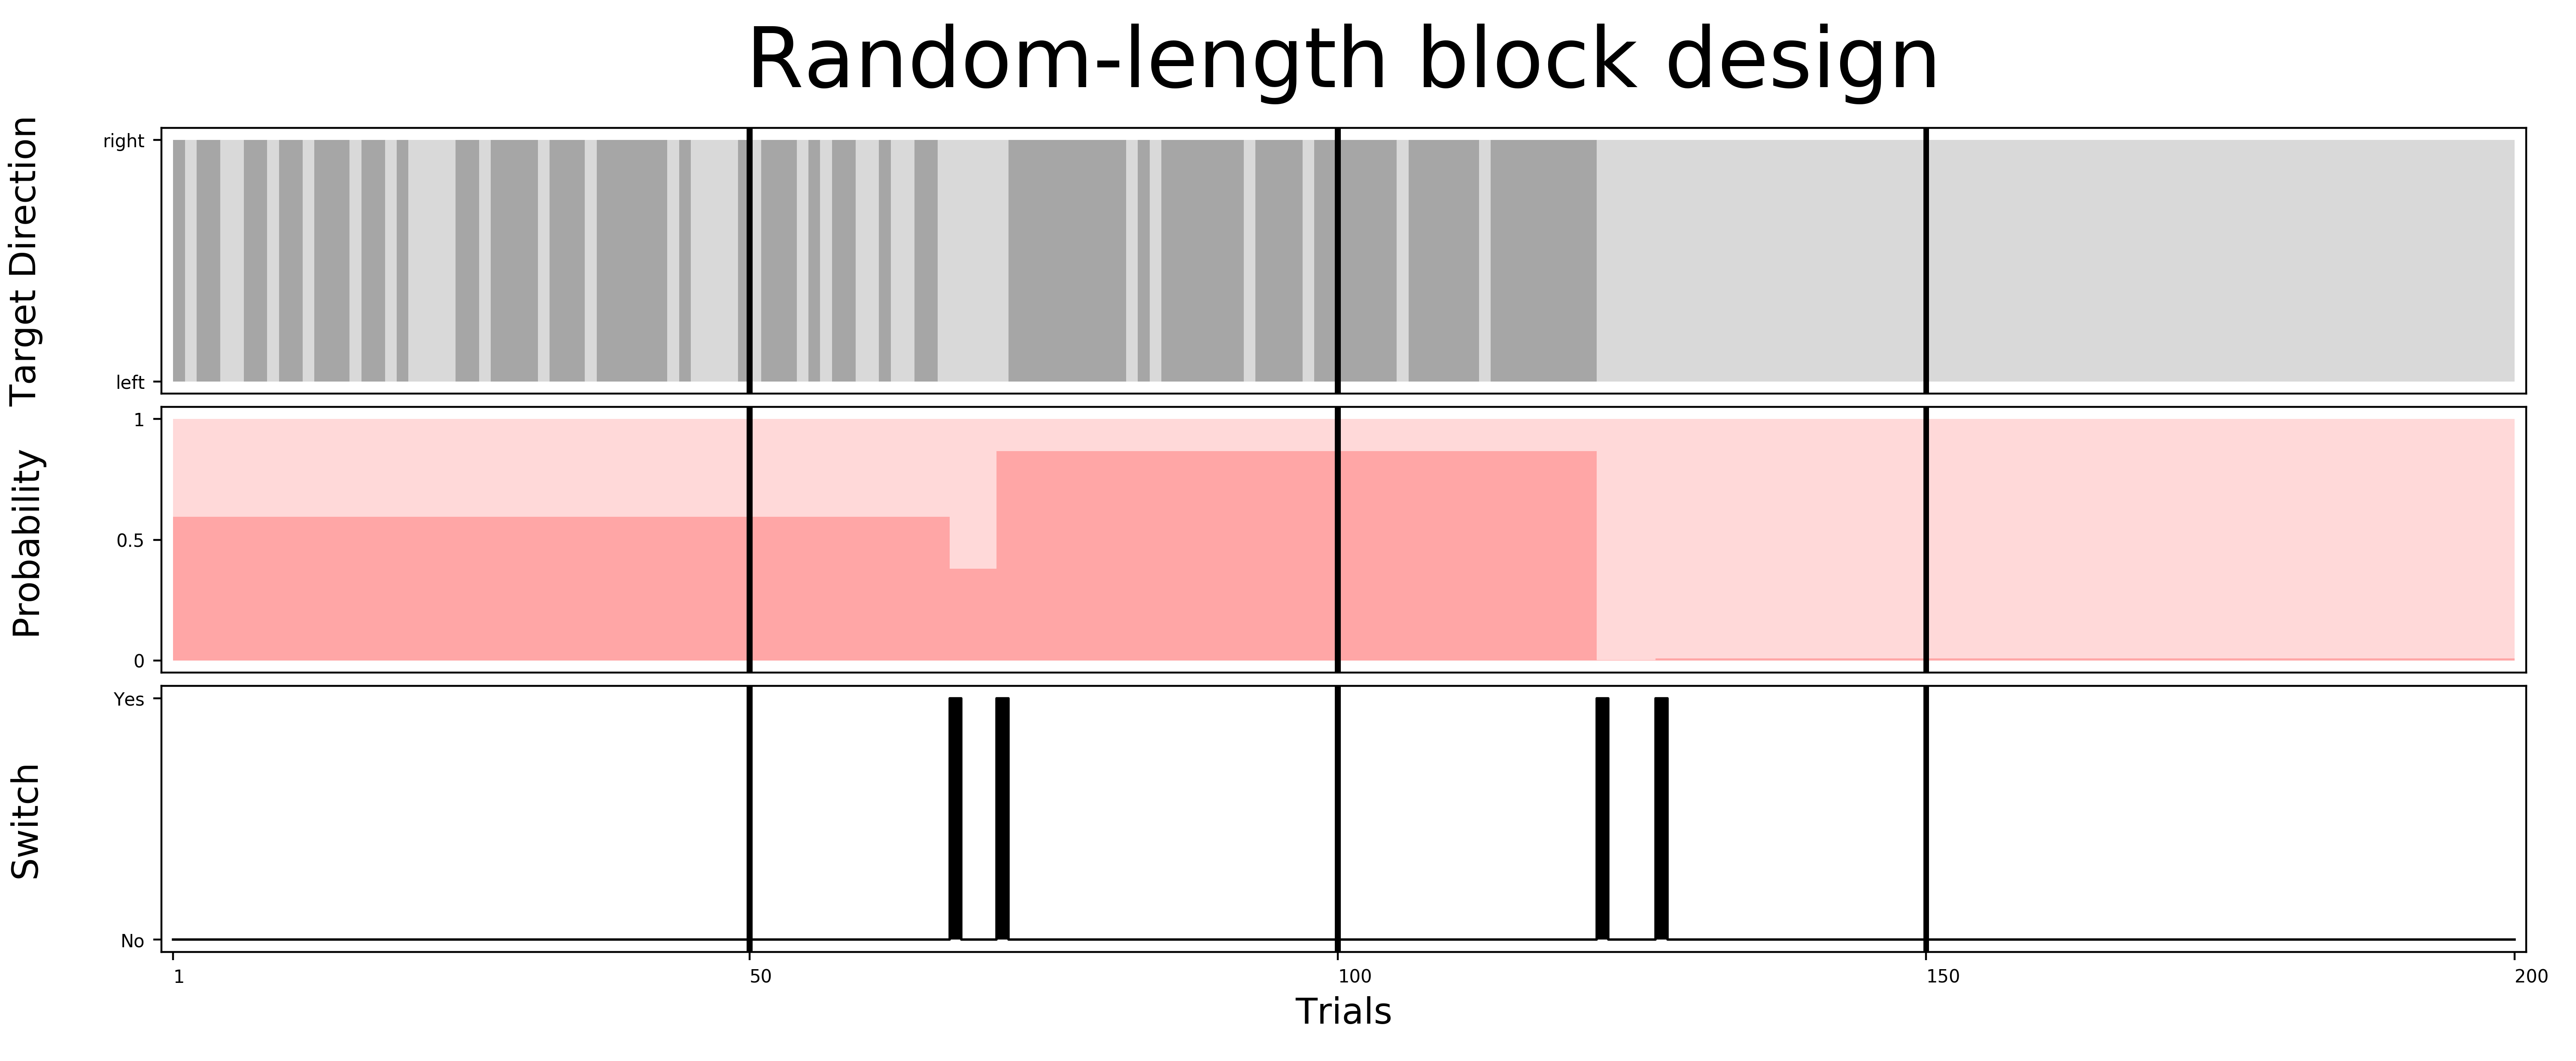 Random-length block design
Target Direction
right
left
Probability
1
0.5
0
Switch
Yes
No
1
50
100
150
200
Trials